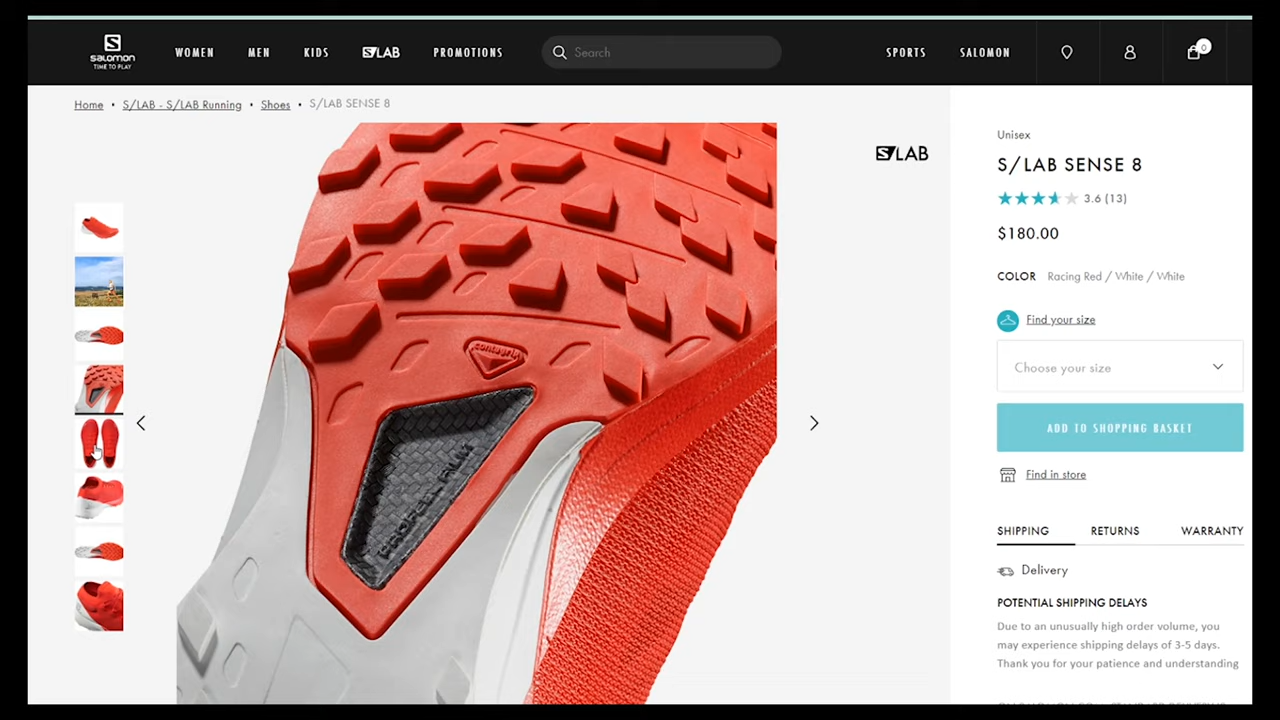 SALOMON
TIME TO PLAY
WOMEN
MEN
KIDS
S/LAB
PROMOTIONS
Search
SPORTS
SALOMON
0
Home • S/LAB - S/LAB Running • Shoes • S/LAB SENSE 8
S/LAB
Unisex
S/LAB SENSE 8
3.6 (13)
$180.00
COLOR Racing Red / White / White
Find your size
Choose your size
ADD TO SHOPPING BASKET
Find in store
SHIPPING
RETURNS
WARRANTY
Delivery
POTENTIAL SHIPPING DELAYS
Due to an unusually high order volume, you
may experience shipping delays of 3-5 days.
Thank you for your patience and understanding
contagrip
PROFEEL FILM